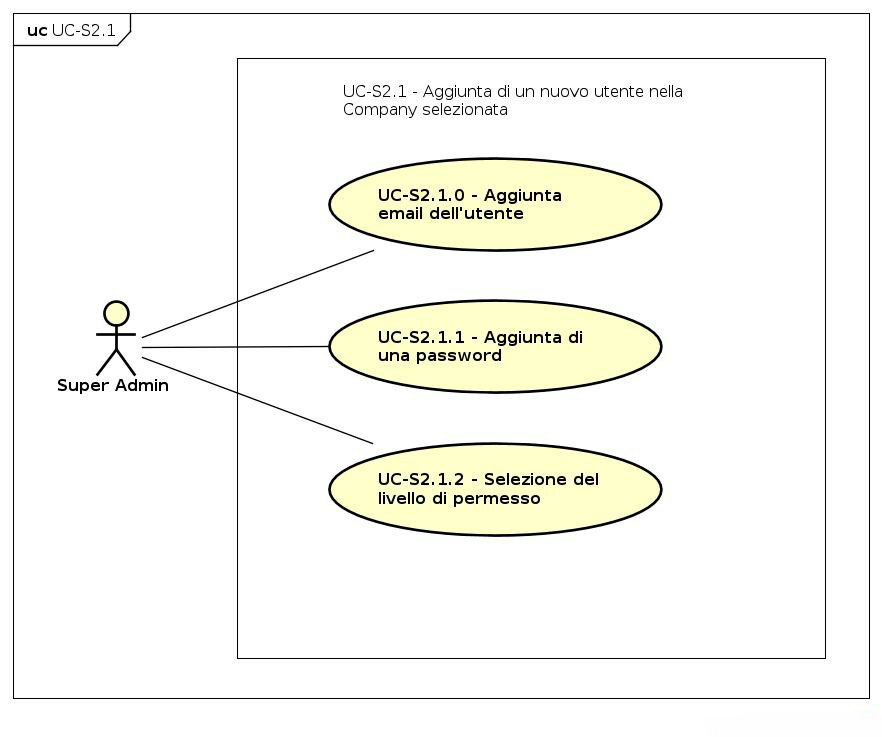 uc UC-S2.1
UC-S2.1 - Aggiunta di un nuovo utente nella
Company selezionata
UC-S2.1.0 - Aggiunta
email dell'utente
UC-S2.1.1 - Aggiunta di
una password
Super Admin
UC-S2.1.2 - Selezione del
livello di permesso